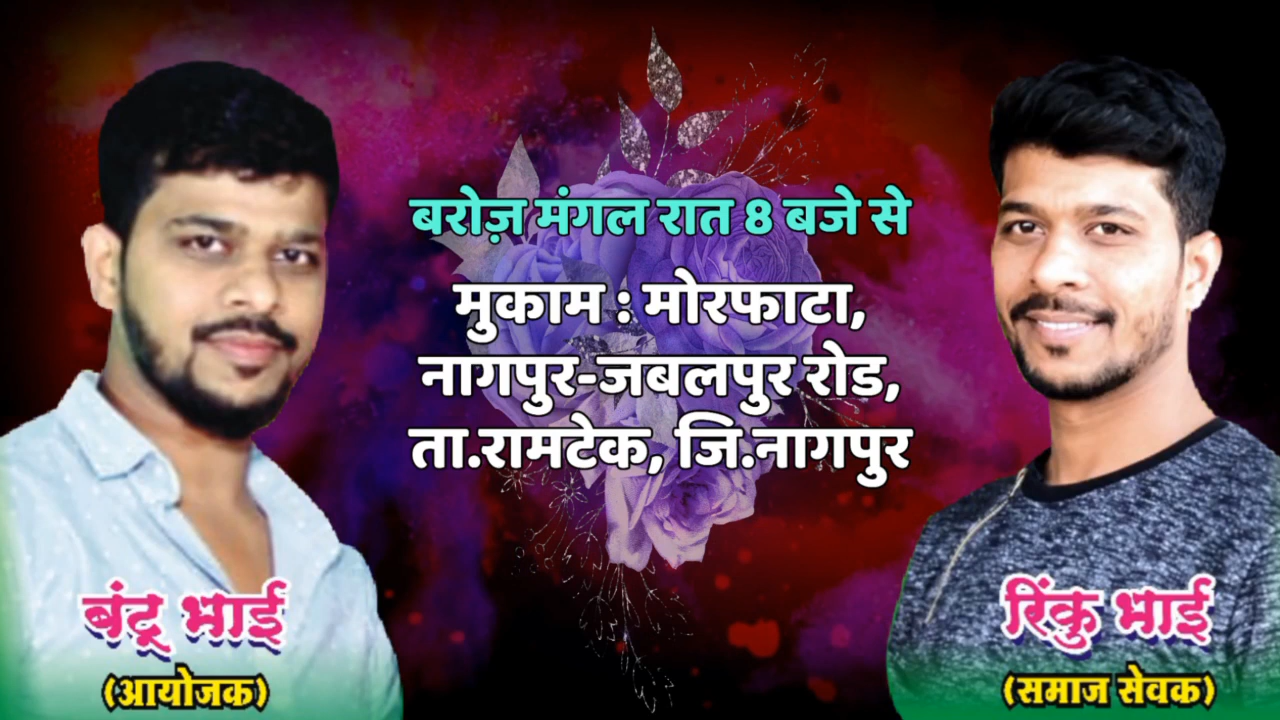 बरोज़ मंगल रात 8 बजे से
मुकाम : मोरफाटा,
नागपुर-जबलपुर रोड,
ता.रामटेक, जि.नागपुर
बंटू भाई
(आयोजक)
रिंकु भाई
(समाज सेवक)